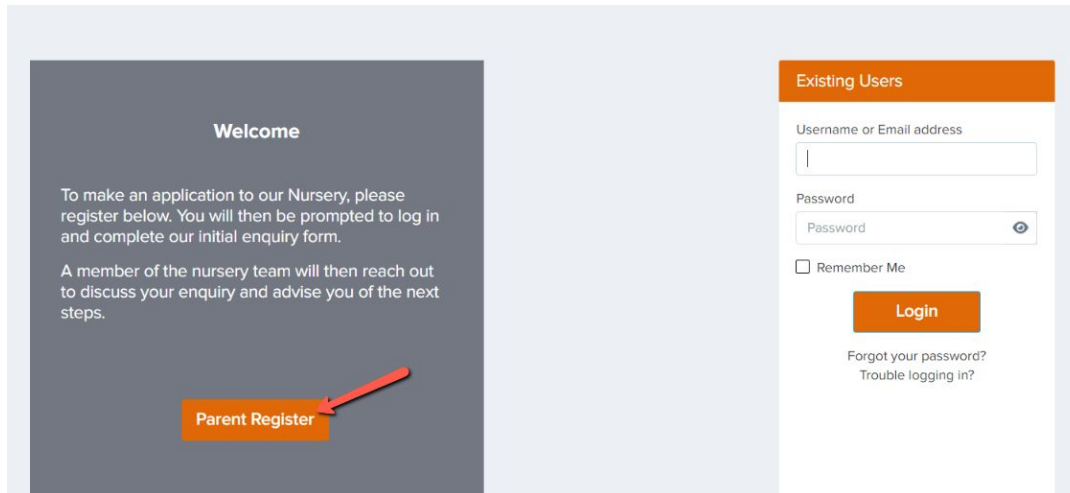 Welcome
To make an application to our Nursery, please
register below. You will then be prompted to log in
and complete our initial enquiry form.
A member of the nursery team will then reach out
to discuss your enquiry and advise you of the next
steps.
Parent Register
Existing Users
Username or Email address
Password
Password
Remember Me
Login
Forgot your password?
Trouble logging in?